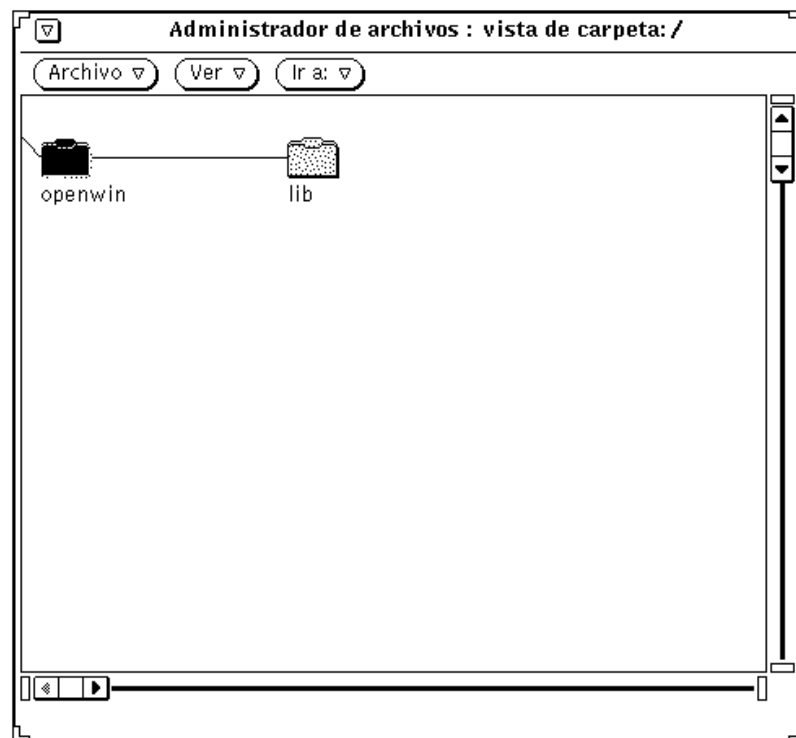 Administrador de archivos : vista de carpeta: /
Archivo Ver Ir a:
openwin lib